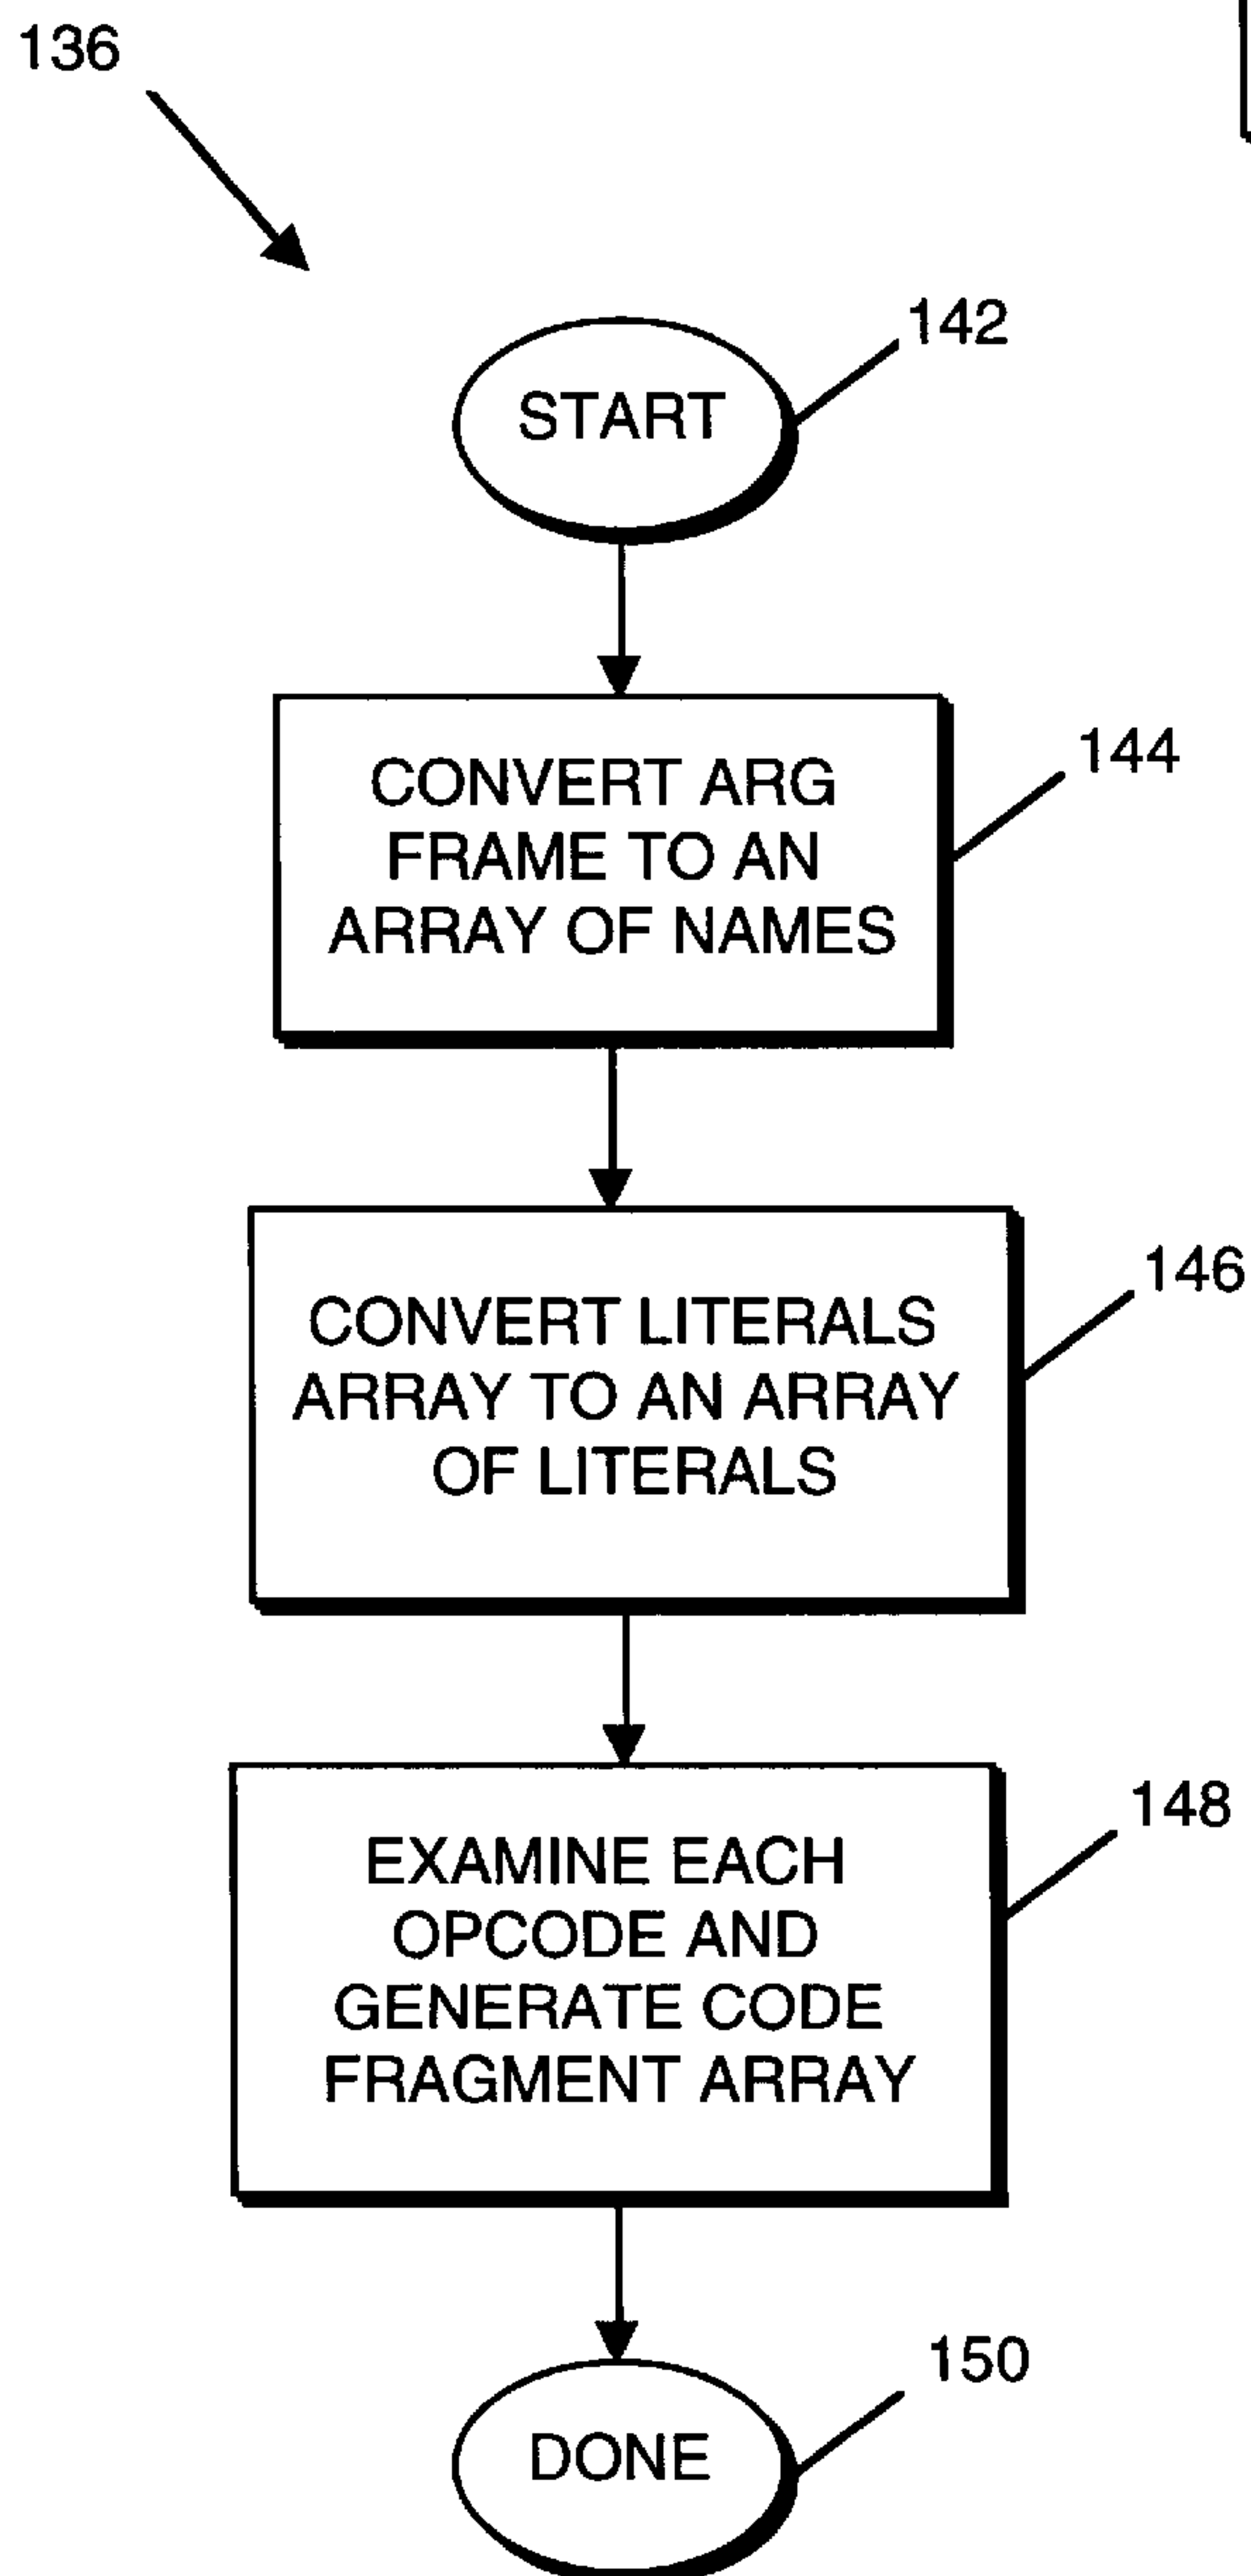 136
142
START
144
CONVERT ARG
FRAME TO AN
ARRAY OF NAMES
146
CONVERT LITERALS
ARRAY TO AN ARRAY
OF LITERALS
148
EXAMINE EACH
OPCODE AND
GENERATE CODE
FRAGMENT ARRAY
150
DONE